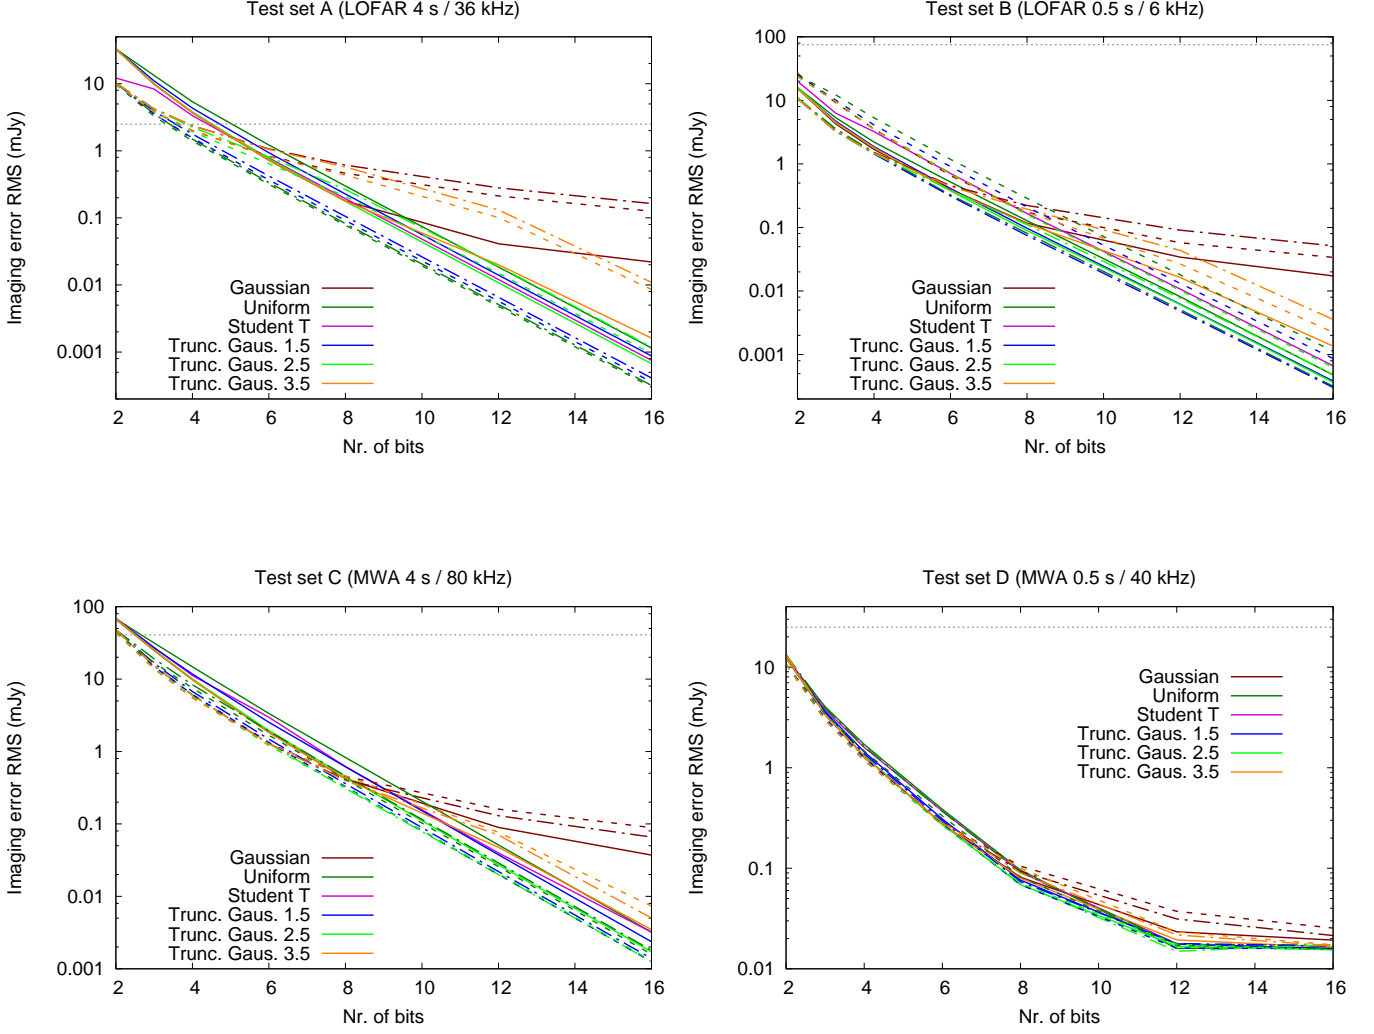 Test set A (LOFAR 4 s / 36 kHz)
Imaging error RMS (mJy)
10
1
0.1
0.01
0.001
Gaussian
Uniform
Student T
Trunc. Gaus. 1.5
Trunc. Gaus. 2.5
Trunc. Gaus. 3.5
2 4 6 8 10 12 14 16
Nr. of bits
Test set B (LOFAR 0.5 s / 6 kHz)
Imaging error RMS (mJy)
100
10
1
0.1
0.01
0.001
Gaussian
Uniform
Student T
Trunc. Gaus. 1.5
Trunc. Gaus. 2.5
Trunc. Gaus. 3.5
2 4 6 8 10 12 14 16
Nr. of bits
Test set C (MWA 4 s / 80 kHz)
Imaging error RMS (mJy)
100
10
1
0.1
0.01
0.001
Gaussian
Uniform
Student T
Trunc. Gaus. 1.5
Trunc. Gaus. 2.5
Trunc. Gaus. 3.5
2 4 6 8 10 12 14 16
Nr. of bits
Test set D (MWA 0.5 s / 40 kHz)
Imaging error RMS (mJy)
10
1
0.1
0.01
Gaussian
Uniform
Student T
Trunc. Gaus. 1.5
Trunc. Gaus. 2.5
Trunc. Gaus. 3.5
2 4 6 8 10 12 14 16
Nr. of bits